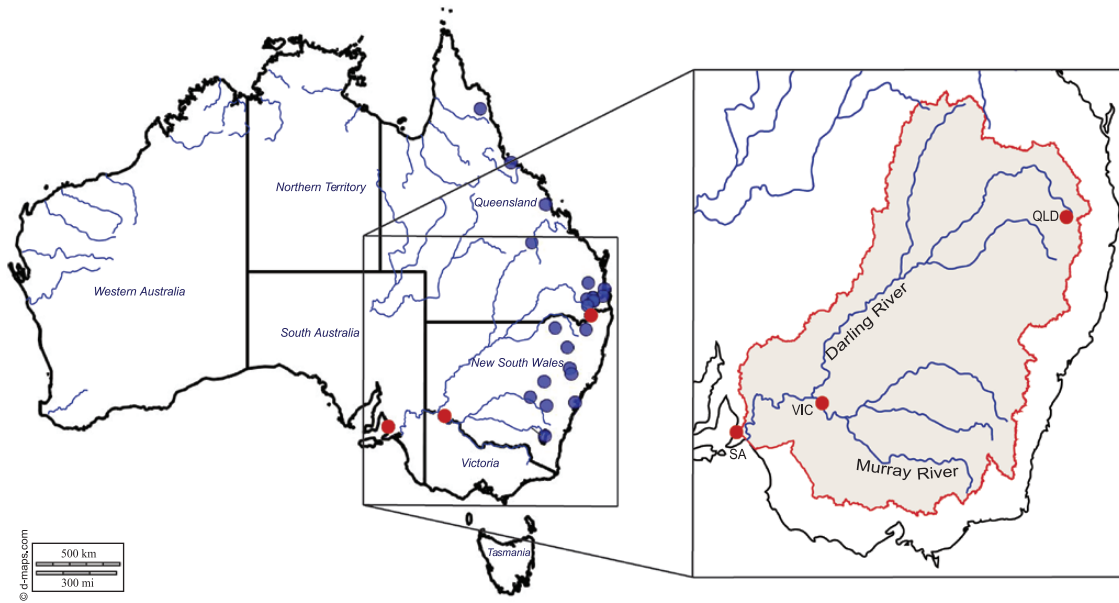 Northern Territory
Queensland
Western Australia
South Australia
New South Wales
Victoria
Tasmania
500 km
300 mi
© d-maps.com
QLD
Darling River
VIC
SA
Murray River